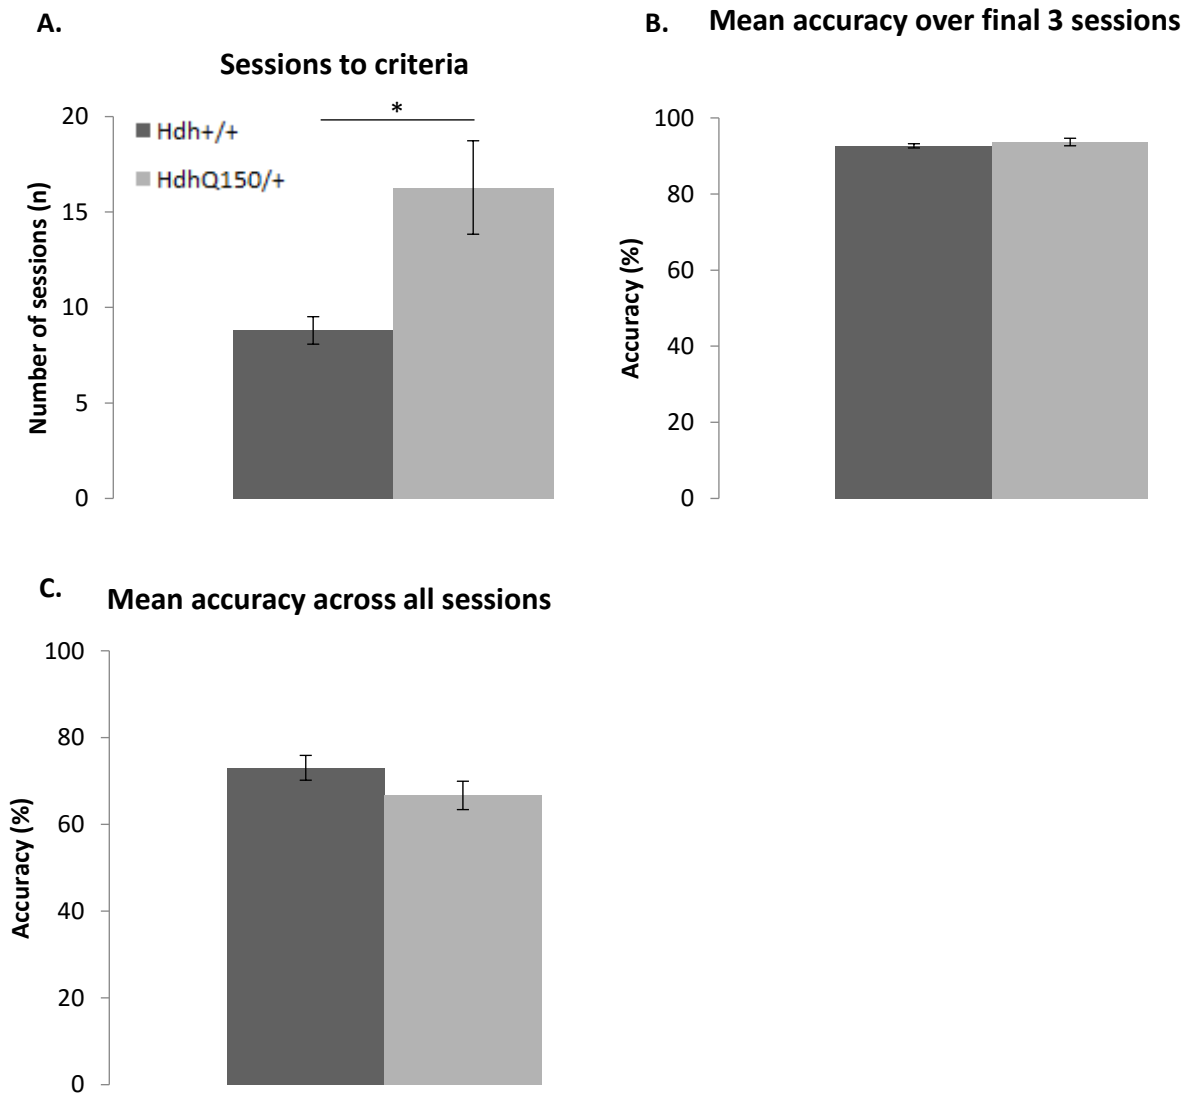 A.
Sessions to criteria
*
Hdh+/+
HdhQ150/+
Number of sessions (n)
20
15
10
5
0
B.
Mean accuracy over final 3 sessions
Accuracy (%)
100
80
60
40
20
0
C.
Mean accuracy across all sessions
Accuracy (%)
100
80
60
40
20
0